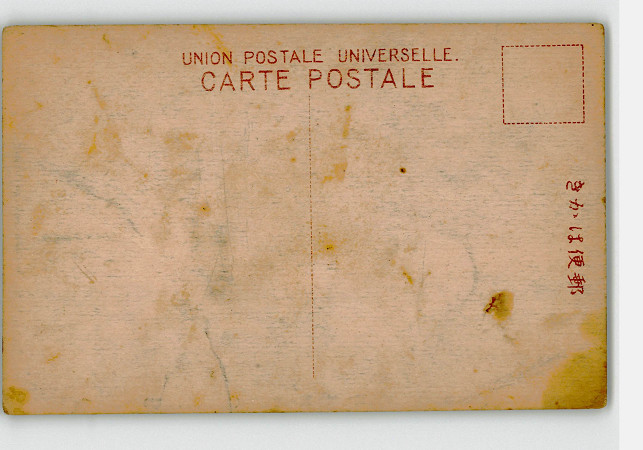 UNION POSTALE UNIVERSELLE.
CARTE POSTALE
きかは便郵